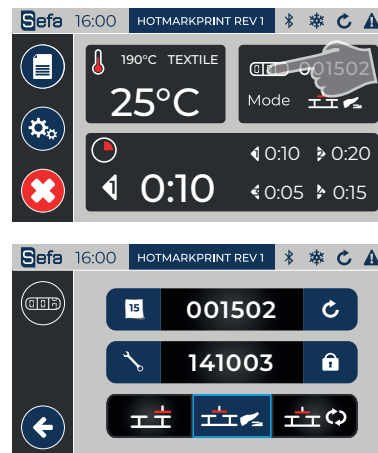 Sefa 16:00 HOTMARKPRINT REV 1
190°C TEXTILE
25°C
001502
Mode
1 0:10 0:20
0:10
0:05 0:15
Sefa 16:00 HOTMARKPRINT REV 1
15 001502
141003